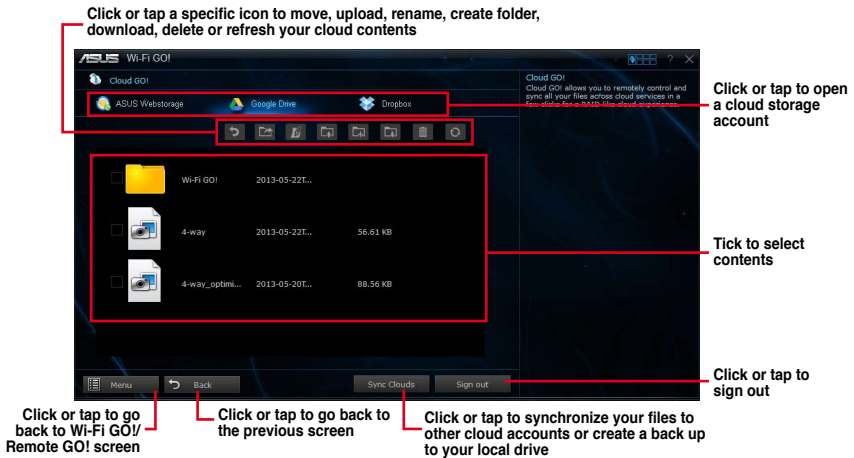 Click or tap a specific icon to move, upload, rename, create folder,
download, delete or refresh your cloud contents
ASUS Wi-Fi GO!
?
Cloud GO!
ASUS Webstorage
Google Drive
Dropbox
Cloud GO!
Cloud GO! allows you to remotely control and
sync all your files across cloud services in a
few clicks for a RAID-like cloud experience.
Click or tap to open
a cloud storage
account
Wi-Fi GO! 2013-05-22T...
4-way 2013-05-22T... 56.61 KB
4-way_optimi... 2013-05-20T... 88.56 KB
Tick to select
contents
Menu
Back
Sync Clouds
Sign out
Click or tap to
sign out
Click or tap to go
back to Wi-Fi GO!/
Remote GO! screen
Click or tap to go back to
the previous screen
Click or tap to synchronize your files to
other cloud accounts or create a back up
to your local drive